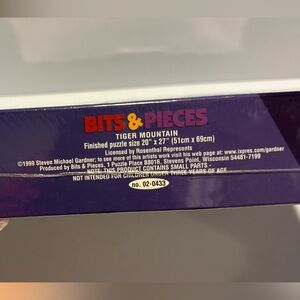 BITS & PIECES
TIGER MOUNTAIN
Finished puzzle size 20" x 27" (51cm x 69cm)
Licensed by Rosenthal Represents
©1999 Steven Michael Gardner; to see more of this artists work visit his web page at: www.ixpres.com/gardner
Produced by Bits & Pieces, 1 Puzzle Place B8016, Stevens Point, Wisconsin 54481-7199
NOTE: THIS PRODUCT CONTAINS SMALL PARTS -
NOT INTENDED FOR CHILDREN UNDER THREE YEARS OF AGE
no. 02-0433